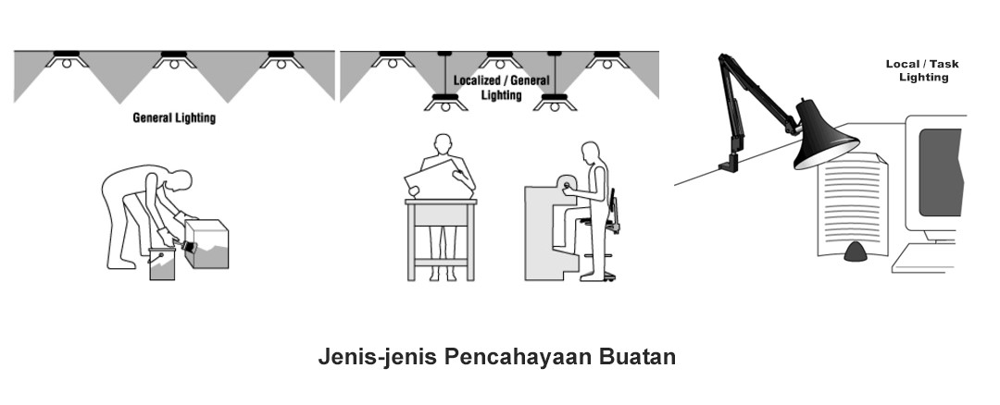 General Lighting
Localized / General
Lighting
Local / Task
Lighting
Jenis-jenis Pencahayaan Buatan